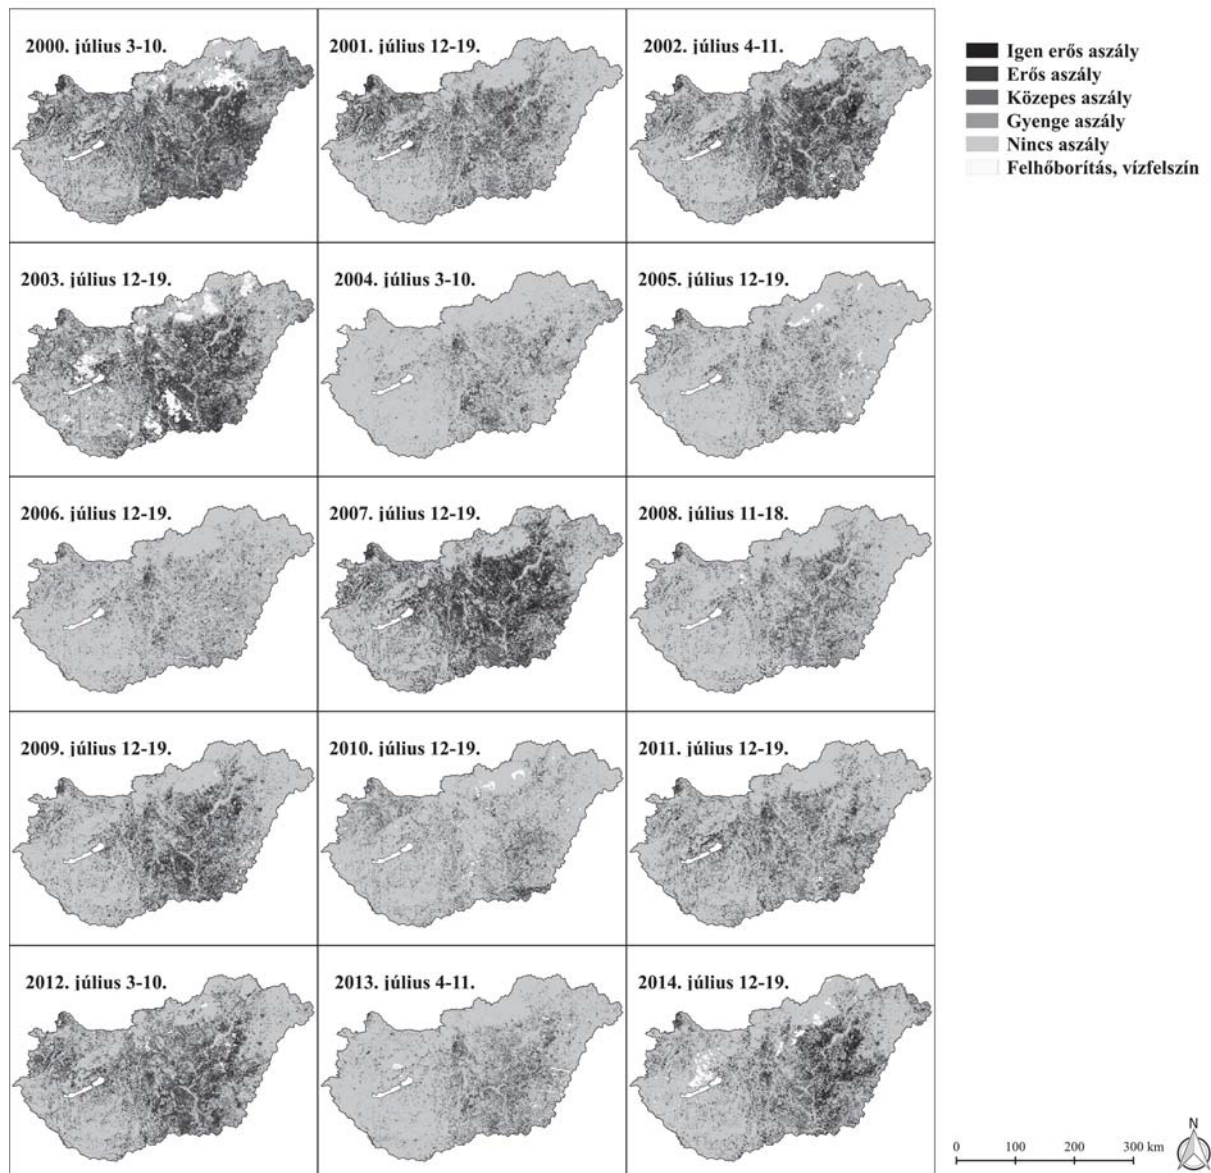 2000. július 3-10.
2001. július 12-19.
2002. július 4-11.
Igen erős aszály
Erős aszály
Közepes aszály
Gyenge aszály
Nincs aszály
Felhőborítás, vízfelszín
2003. július 12-19.
2004. július 3-10.
2005. július 12-19.
2006. július 12-19.
2007. július 12-19.
2008. július 11-18.
2009. július 12-19.
2010. július 12-19.
2011. július 12-19.
2012. július 3-10.
2013. július 4-11.
2014. július 12-19.
0 100 200 300 km
N